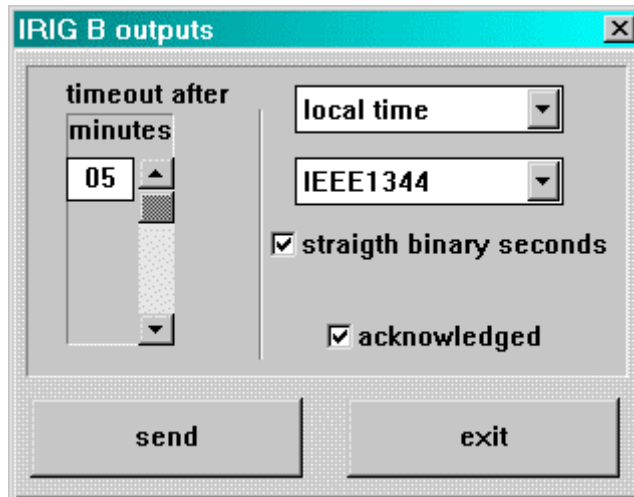 IRIG B outputs
timeout after
minutes
05
local time
IEEE1344
straigth binary seconds
acknowledged
send
exit